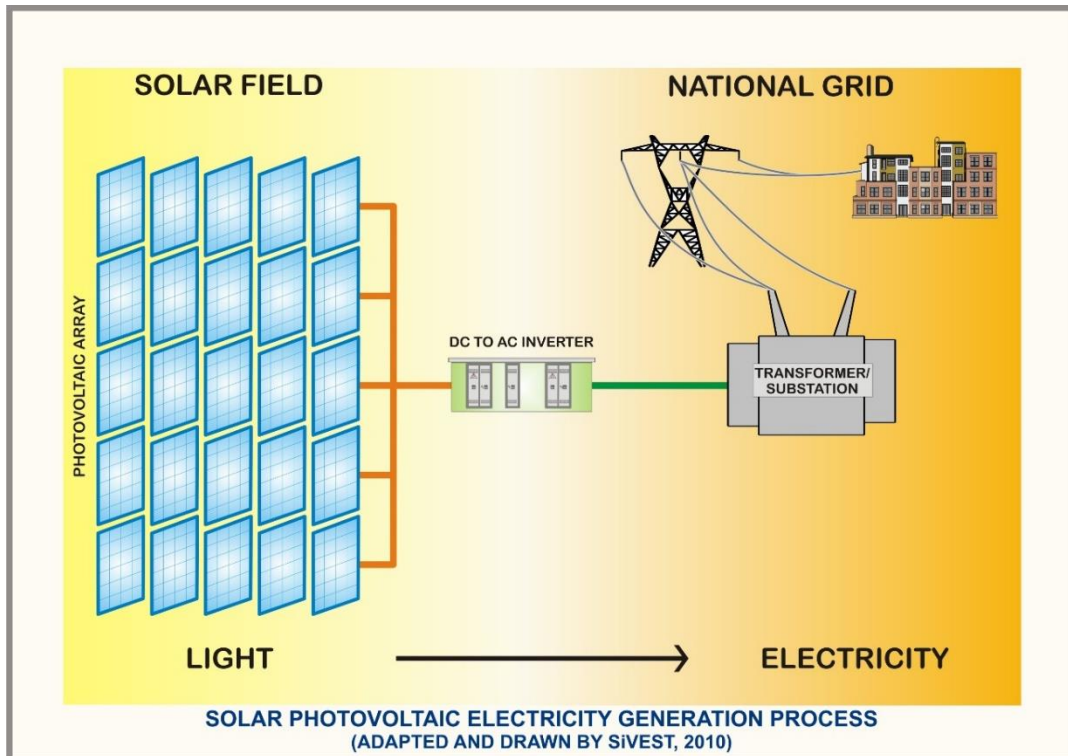 SOLAR FIELD
NATIONAL GRID
PHOTOVOLTAIC ARRAY
DC TO AC INVERTER
TRANSFORMER/
SUBSTATION
LIGHT
ELECTRICITY
SOLAR PHOTOVOLTAIC ELECTRICITY GENERATION PROCESS
(ADAPTED AND DRAWN BY SiVEST, 2010)